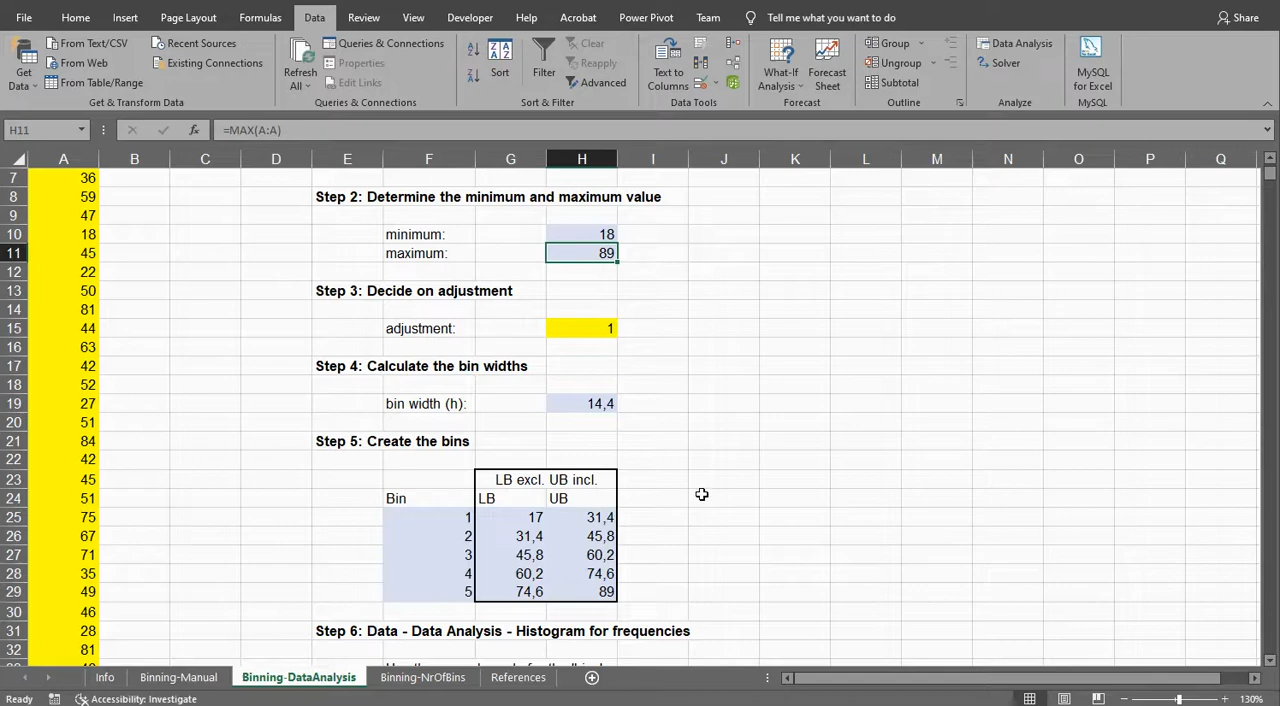 File Home Insert Page Layout Formulas Data Review View Developer Help Acrobat Power Pivot Team Tell me what you want to do Share
Get Data
From Text/CSV
From Web
From Table/Range
Recent Sources
Existing Connections
Get & Transform Data
Refresh All
Queries & Connections
Properties
Edit Links
Queries & Connections
Sort
Filter
Clear
Reapply
Advanced
Sort & Filter
Text to Columns
Data Tools
What-If Analysis
Forecast Sheet
Forecast
Group
Ungroup
Subtotal
Outline
Data Analysis
Solver
Analyze
MySQL for Excel
MySQL
H11 fx =MAX(A:A)
A B C D E F G H I J K L M N O P Q
7 36
8 59 Step 2: Determine the minimum and maximum value
9 47
10 18 minimum: 18
11 45 maximum: 89
12 22
13 50 Step 3: Decide on adjustment
14 81
15 44 adjustment: 1
16 63
17 42 Step 4: Calculate the bin widths
18 52
19 27 bin width (h): 14,4
20 51
21 84 Step 5: Create the bins
22 42
23 45 LB excl. UB incl.
24 51 Bin LB UB
25 75 1 17 31,4
26 67 2 31,4 45,8
27 71 3 45,8 60,2
28 35 4 60,2 74,6
29 49 5 74,6 89
30 46
31 28 Step 6: Data - Data Analysis - Histogram for frequencies
32 81
Info Binning-Manual Binning-DataAnalysis Binning-NrOfBins References
Ready Accessibility: Investigate 130%